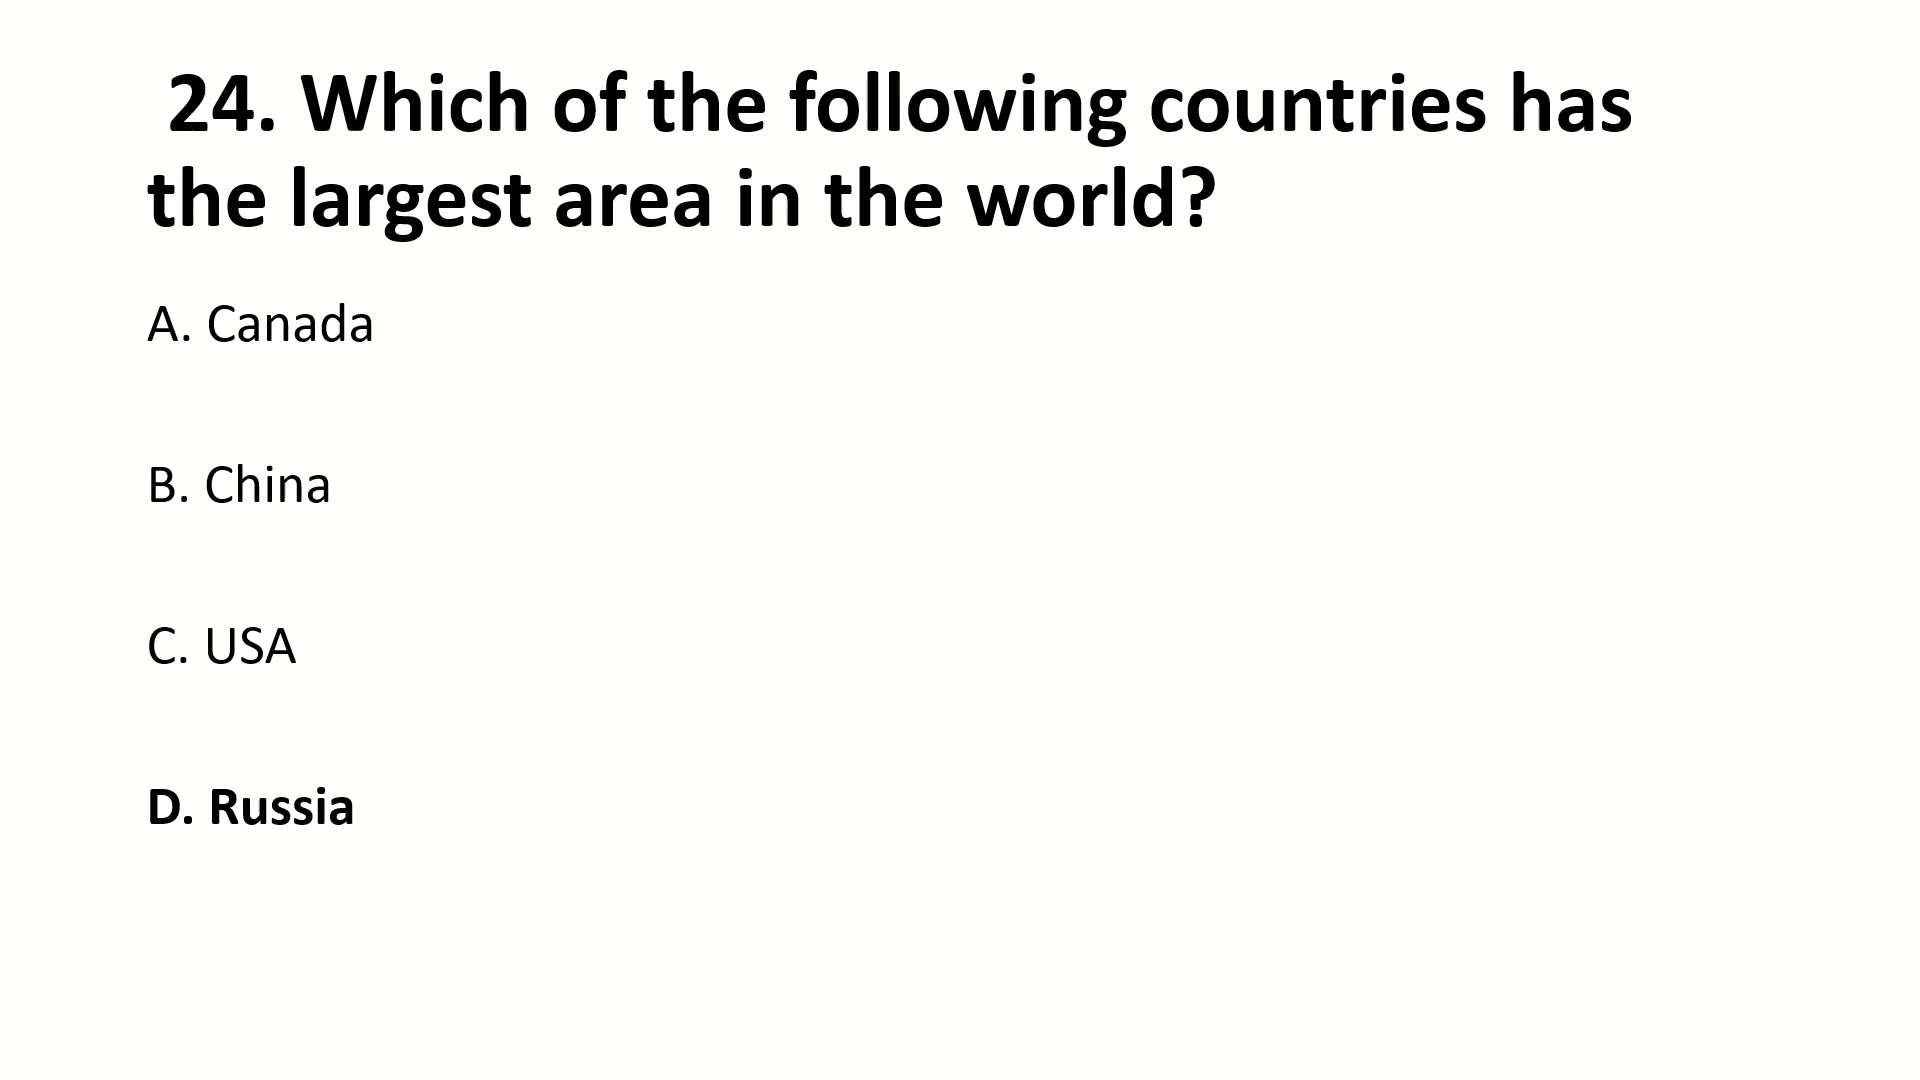 24. Which of the following countries has
the largest area in the world?
A. Canada
B. China
C. USA
D. Russia